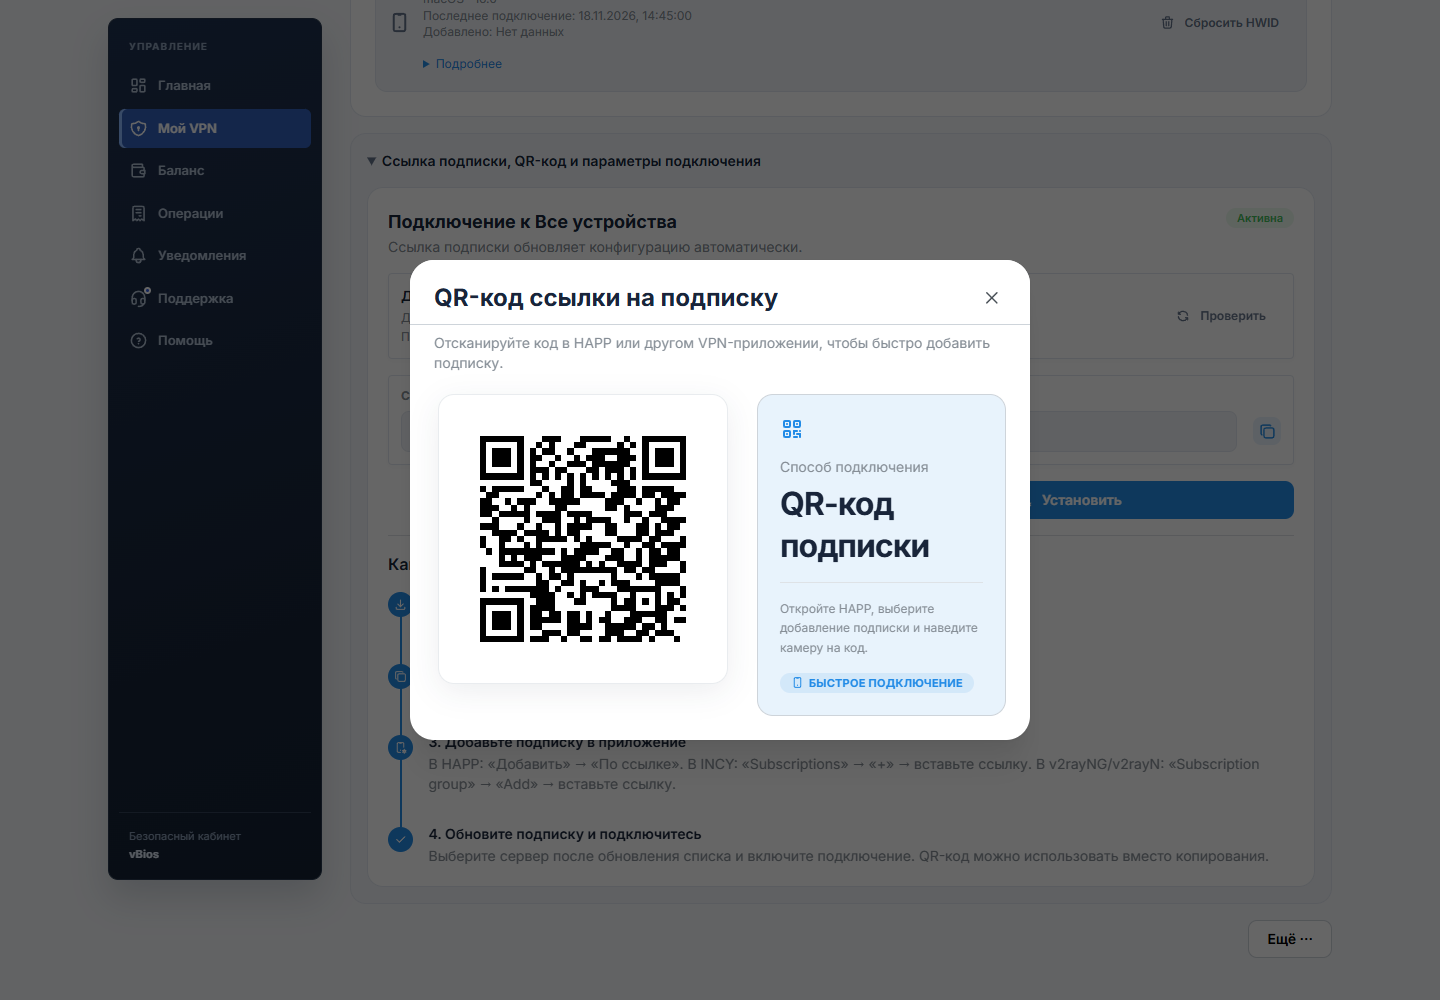 УПРАВЛЕНИЕ
Главная
Мой VPN
Баланс
Операции
Уведомления
Поддержка
Помощь
Безопасный кабинет
vBios
Последнее подключение: 18.11.2026, 14:45:00
Добавлено: Нет данных
Подробнее
Сбросить HWID
Ссылка подписки, QR-код и параметры подключения
Подключение к Все устройства
Активна
Ссылка подписки обновляет конфигурацию автоматически.
Проверить
Установить
QR-код ссылки на подписку
Отсканируйте код в HAPP или другом VPN-приложении, чтобы быстро добавить
подписку.
Способ подключения
QR-код
подписки
Откройте HAPP, выберите
добавление подписки и наведите
камеру на код.
БЫСТРОЕ ПОДКЛЮЧЕНИЕ
3. Добавьте подписку в приложение
В HAPP: «Добавить» → «По ссылке». В INCY: «Subscriptions» → «+» → вставьте ссылку. В v2rayNG/v2rayN: «Subscription
group» → «Add» → вставьте ссылку.
4. Обновите подписку и подключитесь
Выберите сервер после обновления списка и включите подключение. QR-код можно использовать вместо копирования.
Ещё ···